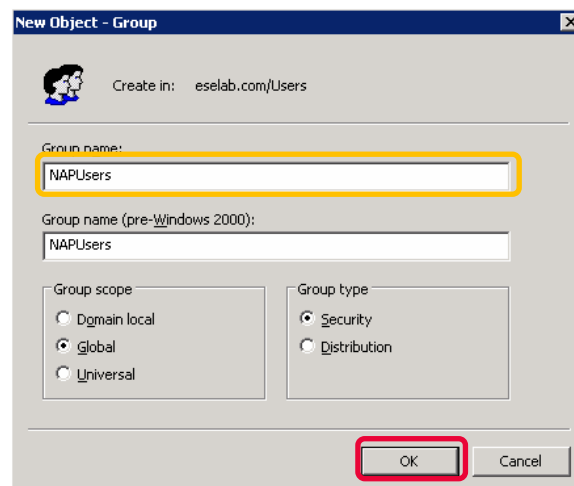 New Object - Group
Create in: eselab.com/Users
Group name:
NAPUsers
Group name (pre-Windows 2000):
NAPUsers
Group scope
Domain local
Global
Universal
Group type
Security
Distribution
OK
Cancel